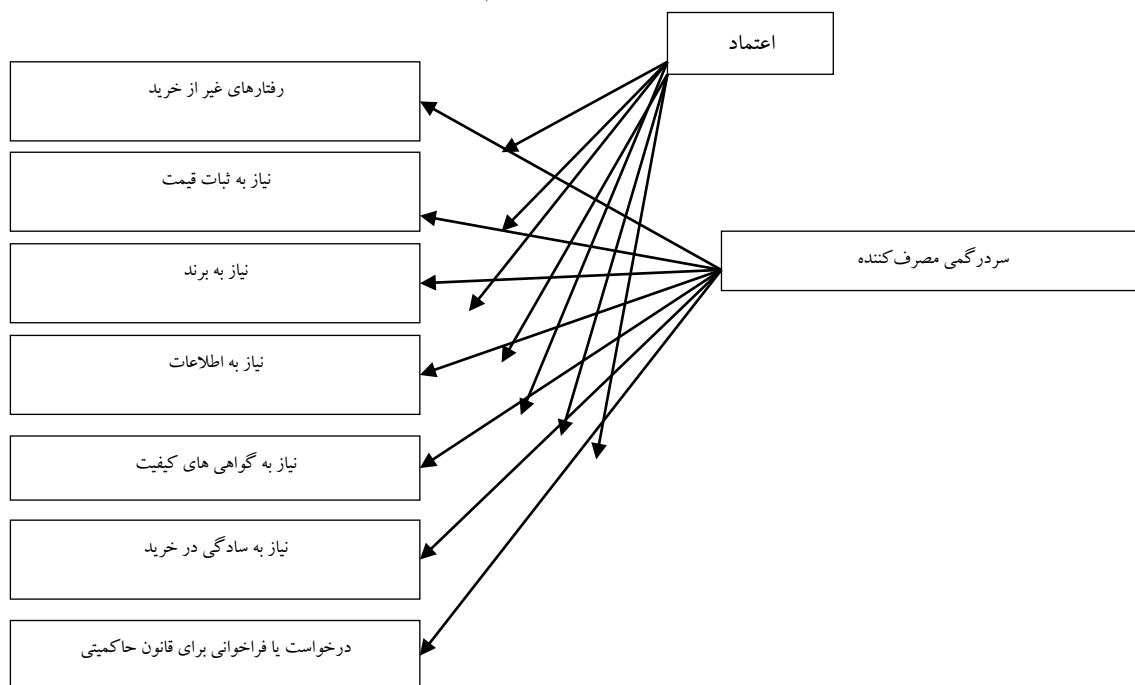 اعتماد
رفتارهای غیر از خرید
نیاز به ثبات قیمت
نیاز به برند
سردرگمی مصرف‌کننده
نیاز به اطلاعات
نیاز به گواهی های کیفیت
نیاز به سادگی در خرید
درخواست یا فراخوانی برای قانون حاکمیتی